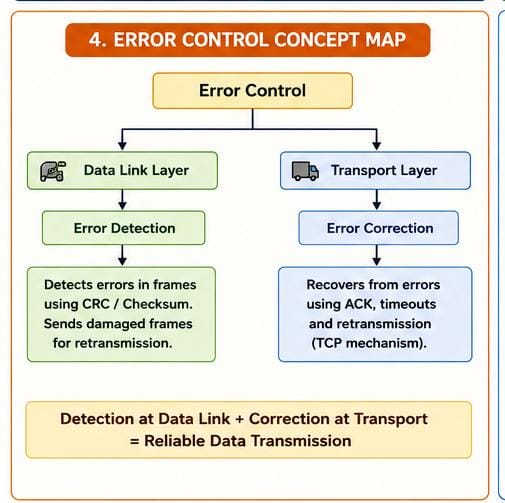 4. ERROR CONTROL CONCEPT MAP
Error Control
Data Link Layer
Transport Layer
Error Detection
Error Correction
Detects errors in frames
using CRC / Checksum.
Sends damaged frames
for retransmission.
Recovers from errors
using ACK, timeouts
and retransmission
(TCP mechanism).
Detection at Data Link + Correction at Transport
= Reliable Data Transmission